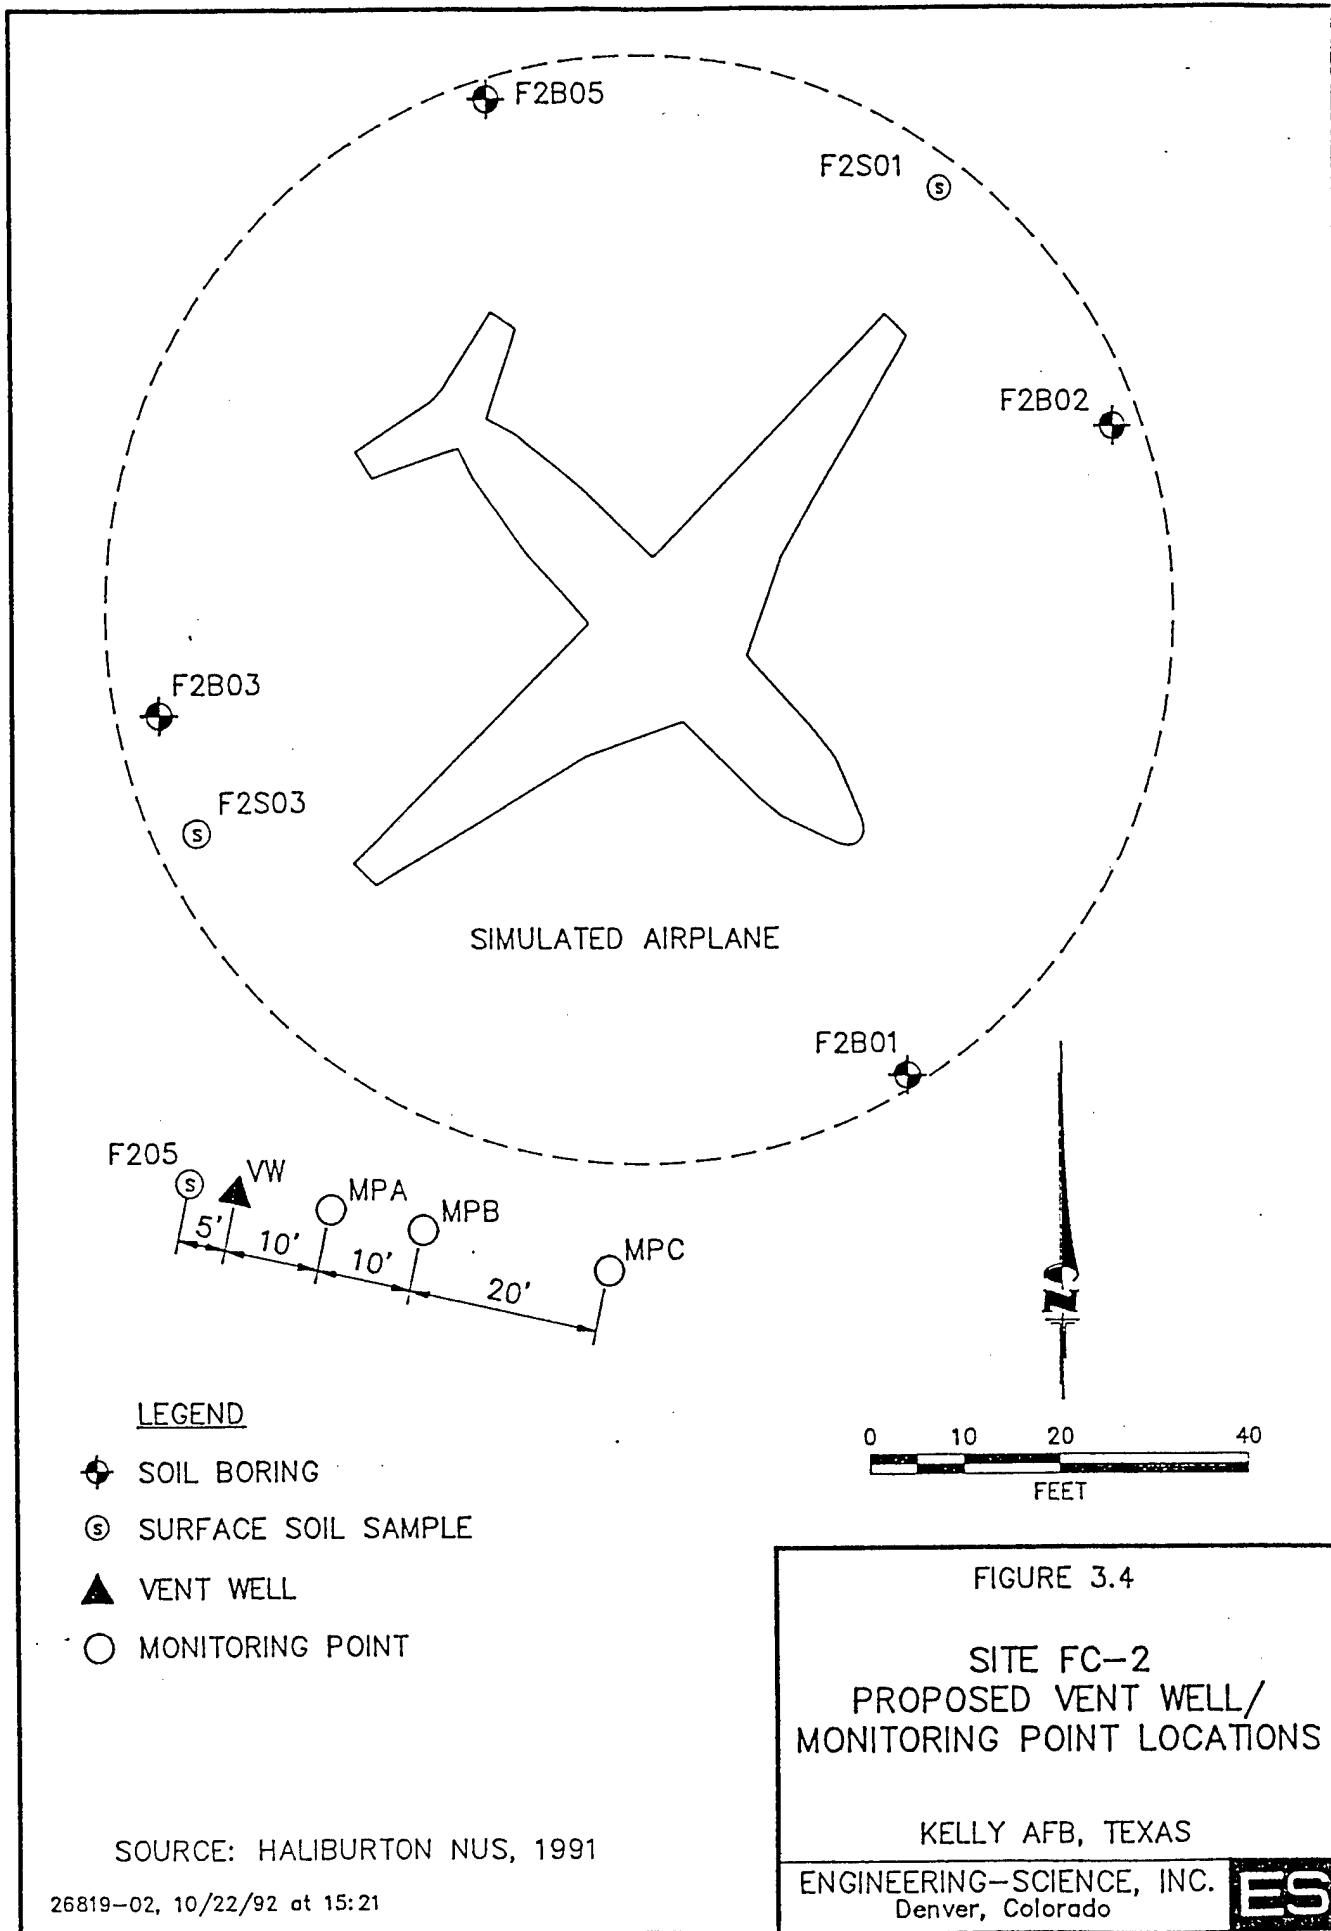 F2B05
F2S01
S
F2B02
F2B03
F2S03
S
SIMULATED AIRPLANE
F2B01
F205
S
VW
MPA
MPB
MPC
5'
10'
10'
20'
N
LEGEND
SOIL BORING
S SURFACE SOIL SAMPLE
VENT WELL
MONITORING POINT
0 10 20 40
FEET
FIGURE 3.4
SITE FC-2
PROPOSED VENT WELL/
MONITORING POINT LOCATIONS
KELLY AFB, TEXAS
SOURCE: HALIBURTON NUS, 1991
26819-02, 10/22/92 at 15:21
ENGINEERING-SCIENCE, INC.
Denver, Colorado
ES